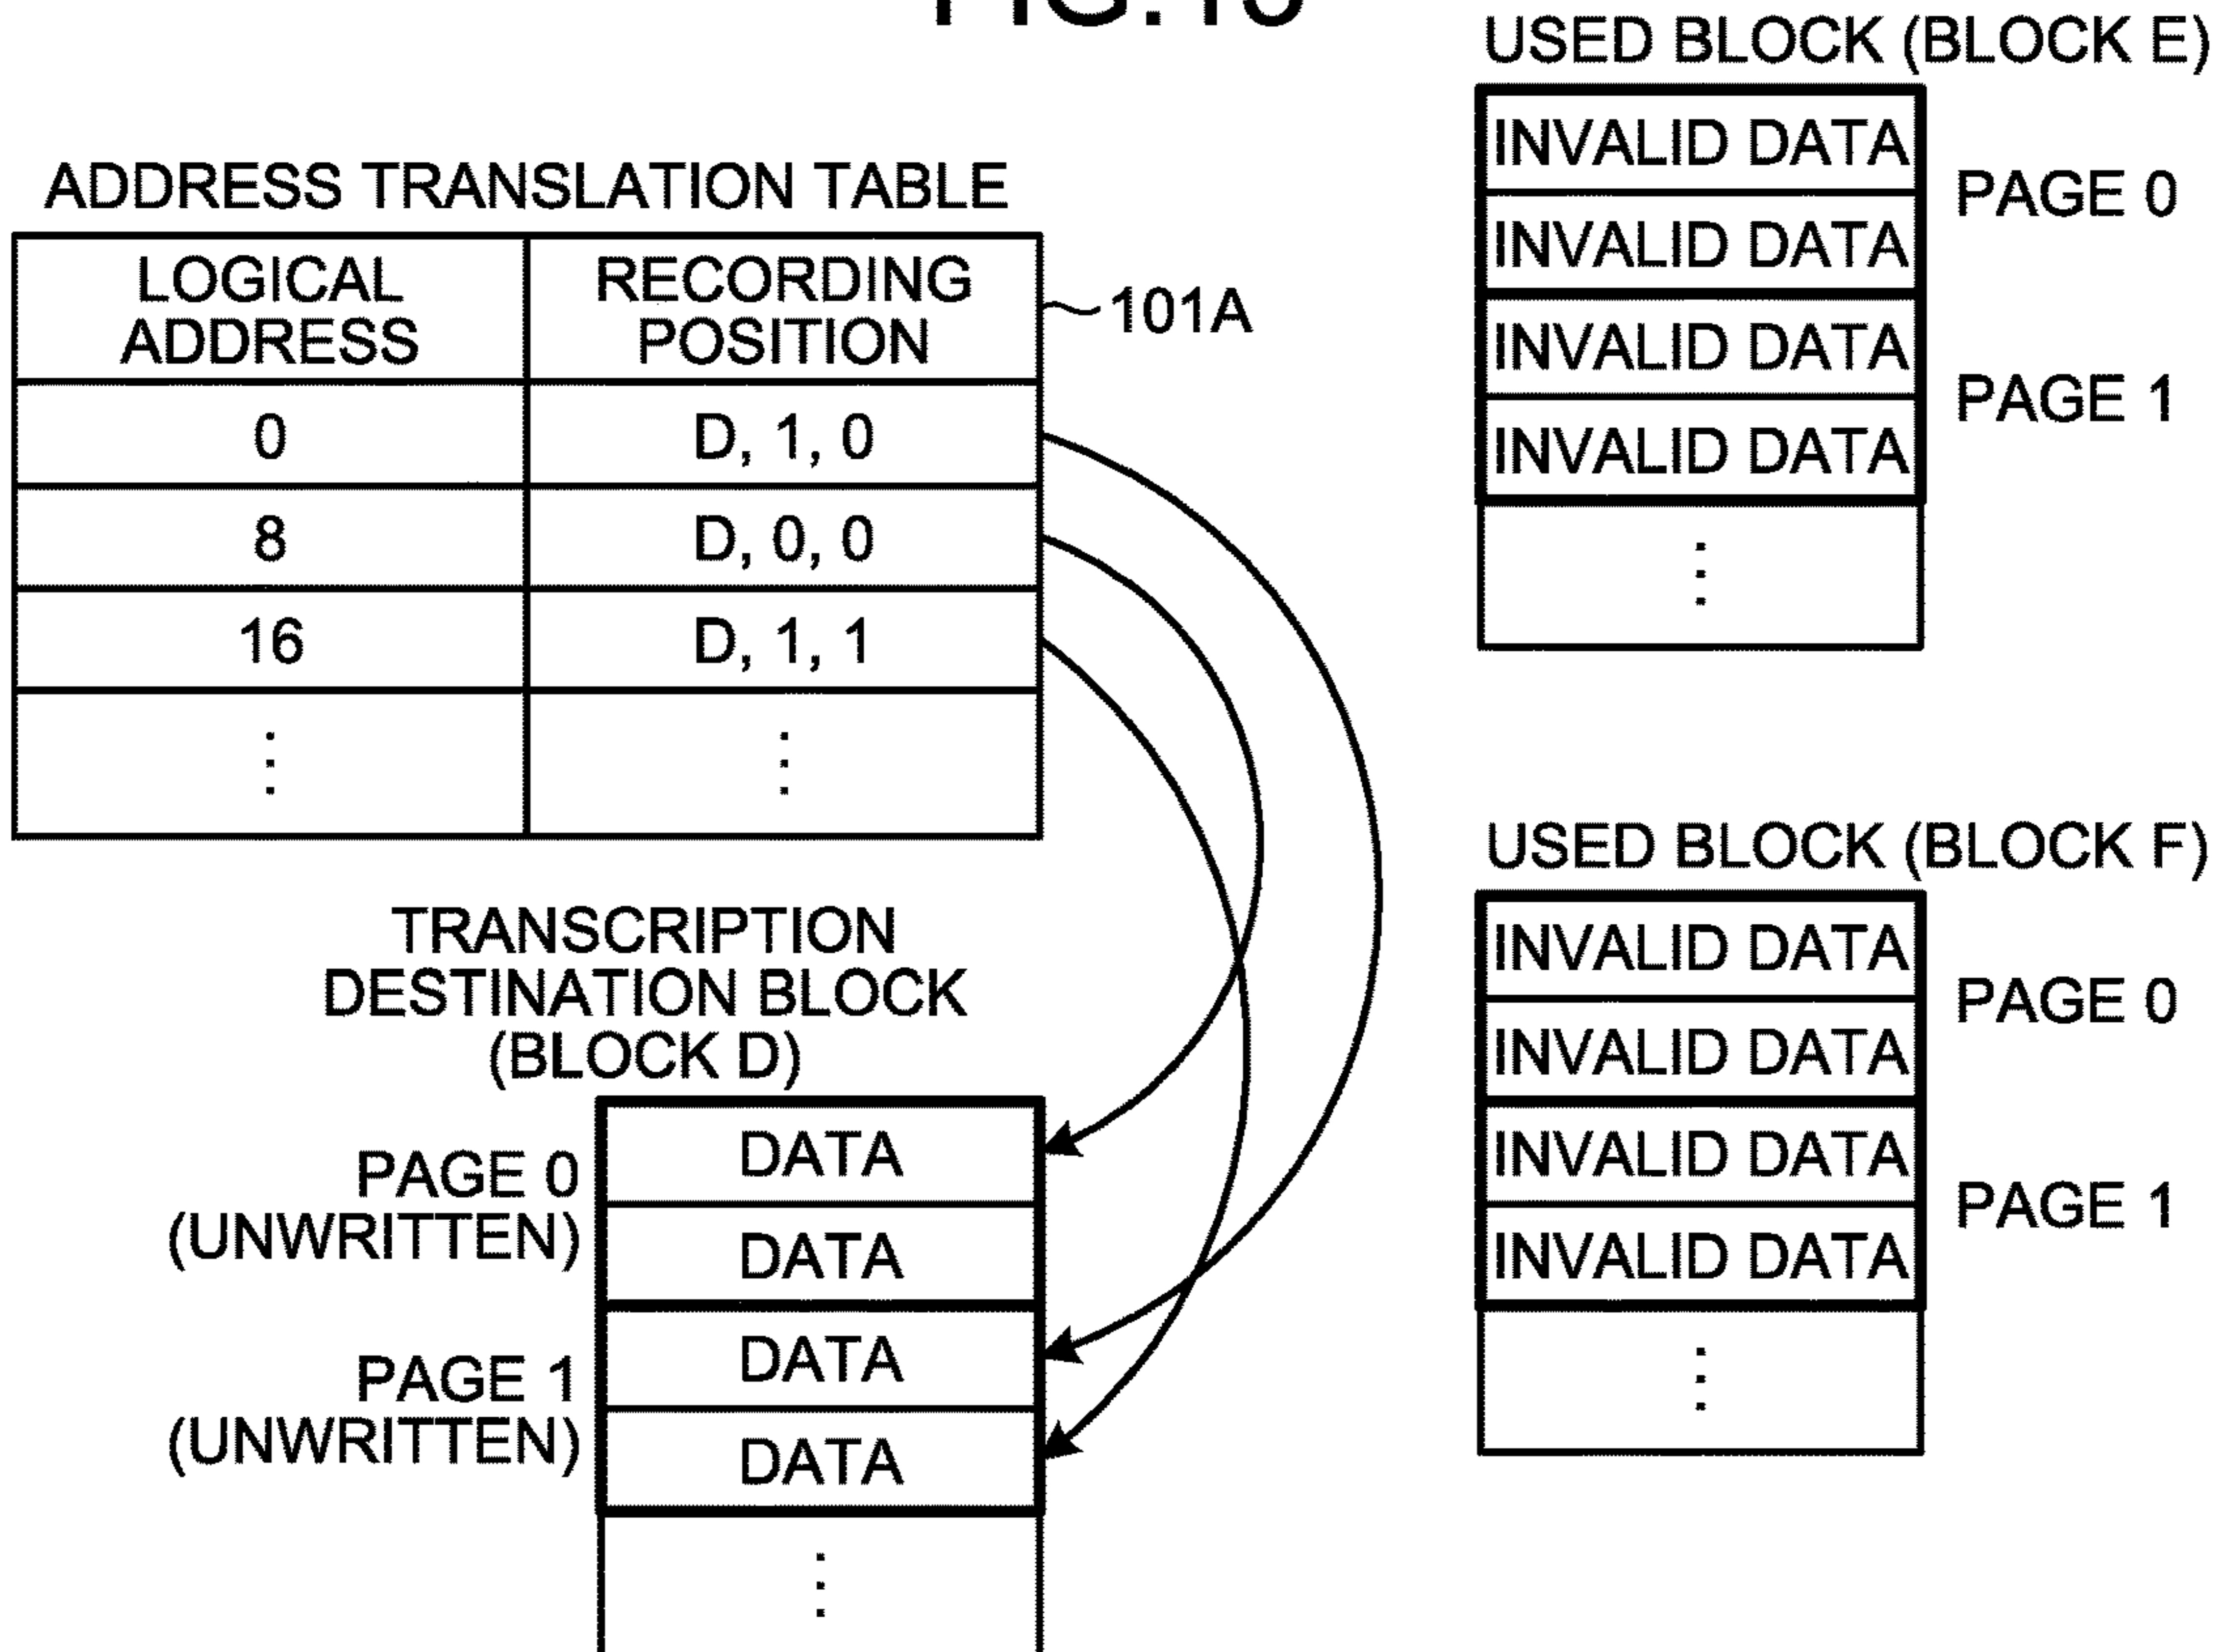 ADDRESS TRANSLATION TABLE
LOGICAL ADDRESS
RECORDING POSITION
101A
0
D, 1, 0
8
D, 0, 0
16
D, 1, 1
TRANSCRIPTION
DESTINATION BLOCK
(BLOCK D)
PAGE 0
(UNWRITTEN)
DATA
DATA
PAGE 1
(UNWRITTEN)
DATA
DATA
USED BLOCK (BLOCK E)
INVALID DATA
INVALID DATA
PAGE 0
INVALID DATA
INVALID DATA
PAGE 1
USED BLOCK (BLOCK F)
INVALID DATA
INVALID DATA
PAGE 0
INVALID DATA
INVALID DATA
PAGE 1